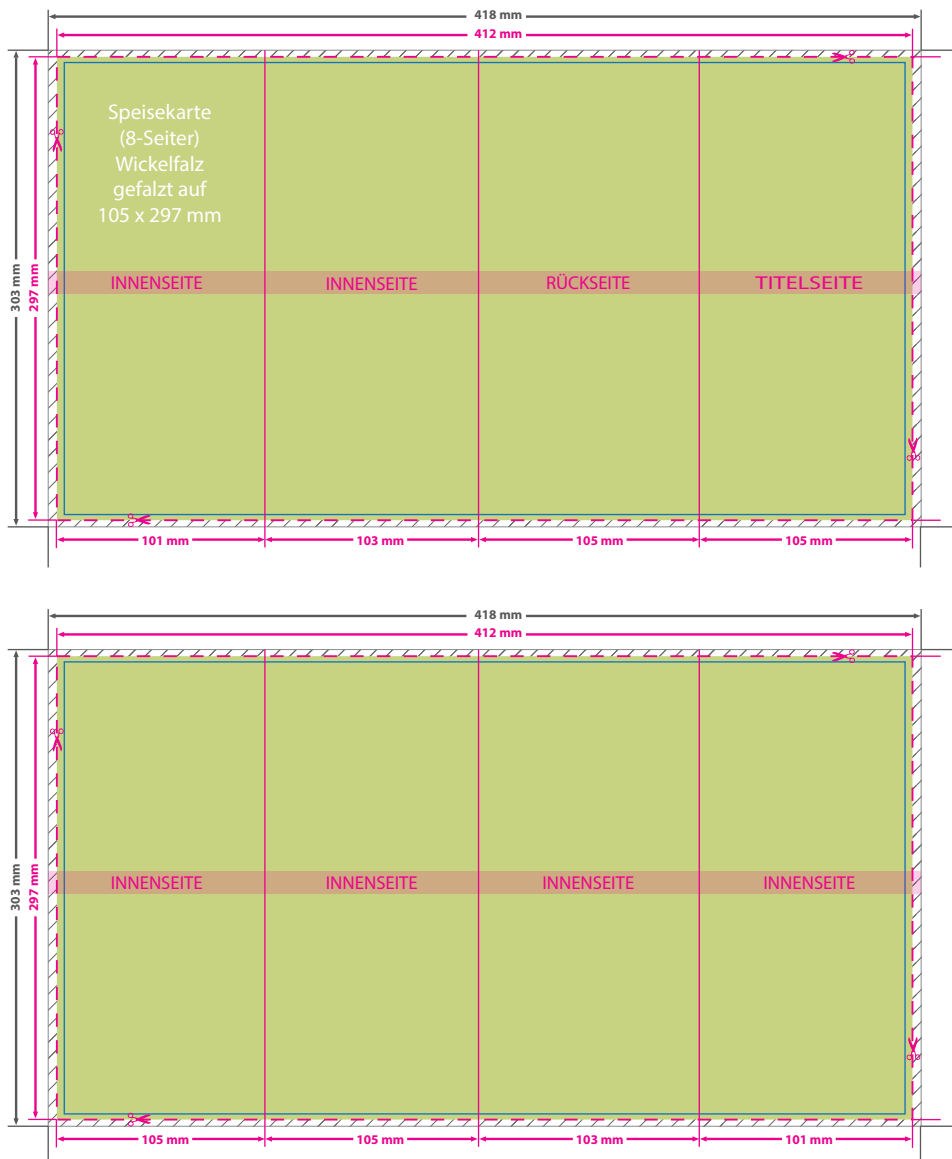 418 mm
412 mm
Speisekarte
(8-Seiter)
Wickelfalz
gefalzt auf
105 x 297 mm
303 mm
297 mm
INNENSEITE
INNENSEITE
RÜCKSEITE
TITELSEITE
101 mm
103 mm
105 mm
105 mm
418 mm
412 mm
303 mm
297 mm
INNENSEITE
INNENSEITE
INNENSEITE
INNENSEITE
105 mm
105 mm
103 mm
101 mm